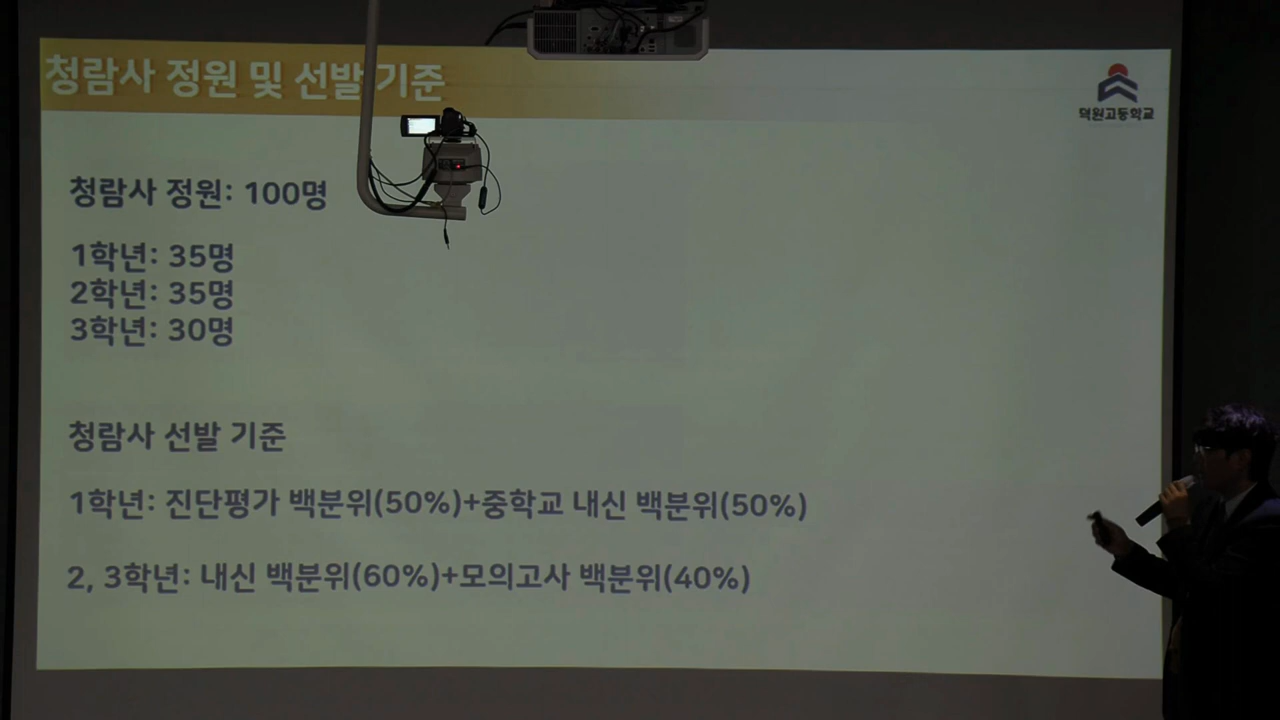 청람사 정원 및 선발 기준
덕원고등학교
청람사 정원: 100명
1학년: 35명
2학년: 35명
3학년: 30명
청람사 선발 기준
1학년: 진단평가 백분위(50%)+중학교 내신 백분위(50%)
2, 3학년: 내신 백분위(60%)+모의고사 백분위(40%)